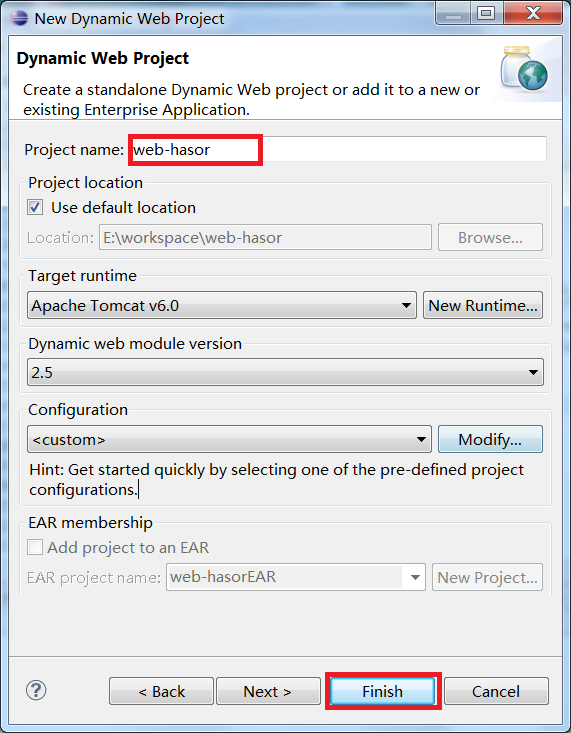 New Dynamic Web Project
Dynamic Web Project
Create a standalone Dynamic Web project or add it to a new or
existing Enterprise Application.
Project name: web-hasor
Project location
Use default location
Location: E:\workspace\web-hasor Browse...
Target runtime
Apache Tomcat v6.0 New Runtime...
Dynamic web module version
2.5
Configuration
<custom> Modify...
Hint: Get started quickly by selecting one of the pre-defined project
configurations.
EAR membership
Add project to an EAR
EAR project name: web-hasorEAR New Project...
? < Back Next > Finish Cancel